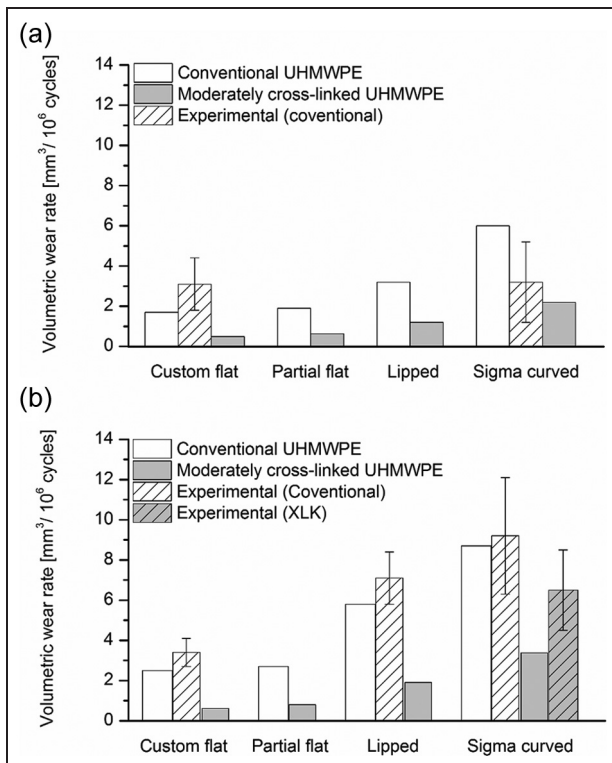 (a)
Volumetric wear rate [mm³/ 10⁶ cycles]
14
12
10
8
6
4
2
0
Conventional UHMWPE
Moderately cross-linked UHMWPE
Experimental (coventional)
Custom flat Partial flat Lipped Sigma curved
(b)
Volumetric wear rate [mm³/ 10⁶ cycles]
14
12
10
8
6
4
2
0
Conventional UHMWPE
Moderately cross-linked UHMWPE
Experimental (Coventional)
Experimental (XLK)
Custom flat Partial flat Lipped Sigma curved